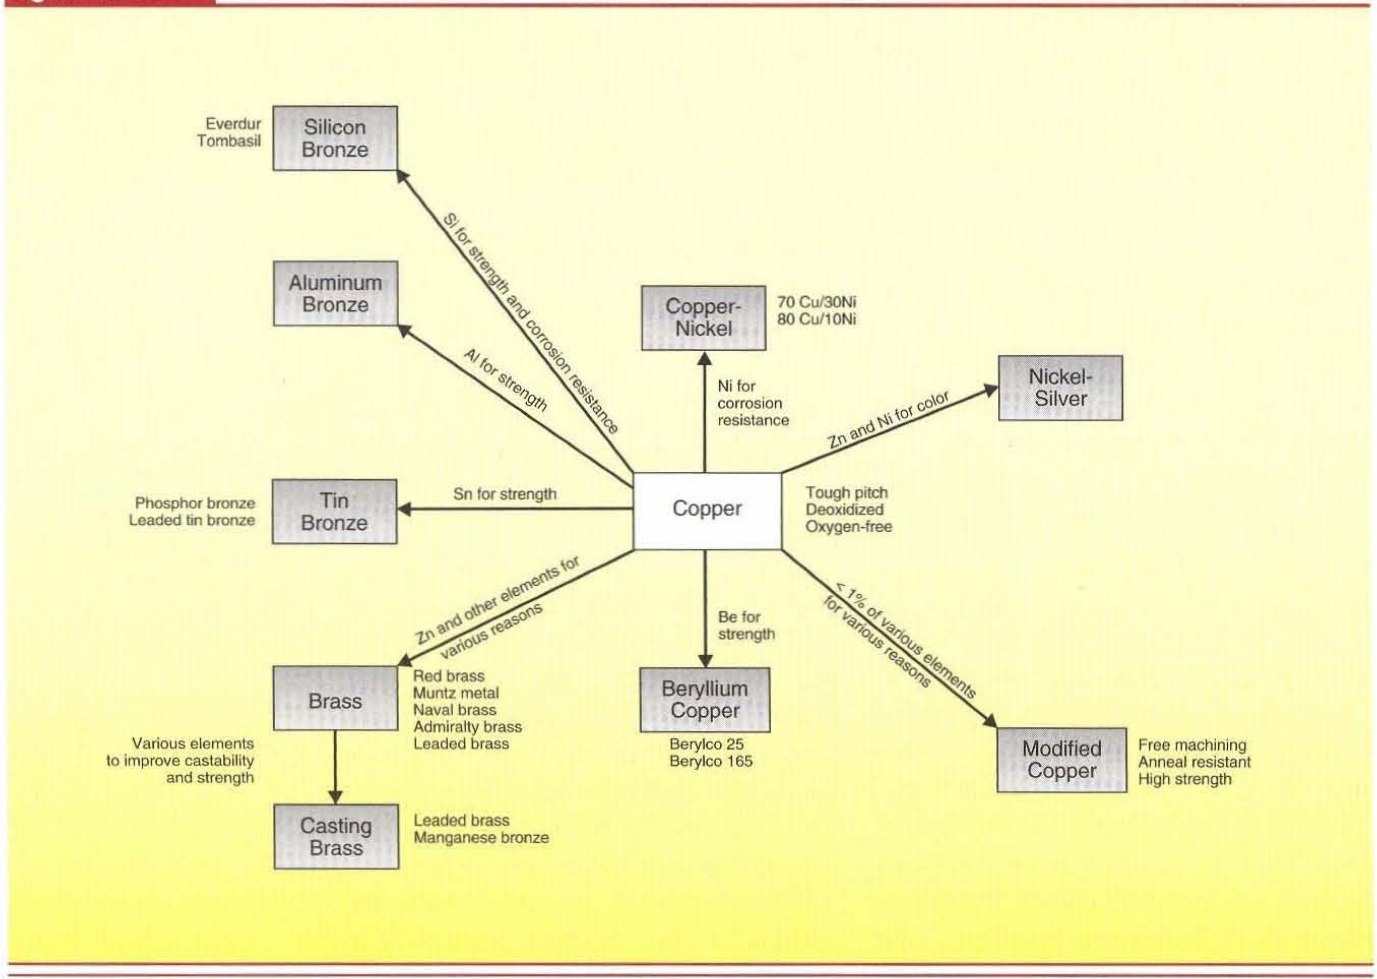 Everdur
Tombasil
Silicon
Bronze
Si for strength and corrosion resistance
Aluminum
Bronze
Al for strength
Copper-
Nickel
70 Cu/30Ni
80 Cu/10Ni
Ni for
corrosion
resistance
Nickel-
Silver
Zn and Ni for color
Phosphor bronze
Leaded tin bronze
Tin
Bronze
Sn for strength
Copper
Tough pitch
Deoxidized
Oxygen-free
Zn and other elements for
various reasons
Be for
strength
< 1% of various elements
for various reasons
Brass
Red brass
Muntz metal
Naval brass
Admiralty brass
Leaded brass
Beryllium
Copper
Berylco 25
Berylco 165
Modified
Copper
Free machining
Anneal resistant
High strength
Various elements
to improve castability
and strength
Casting
Brass
Leaded brass
Manganese bronze